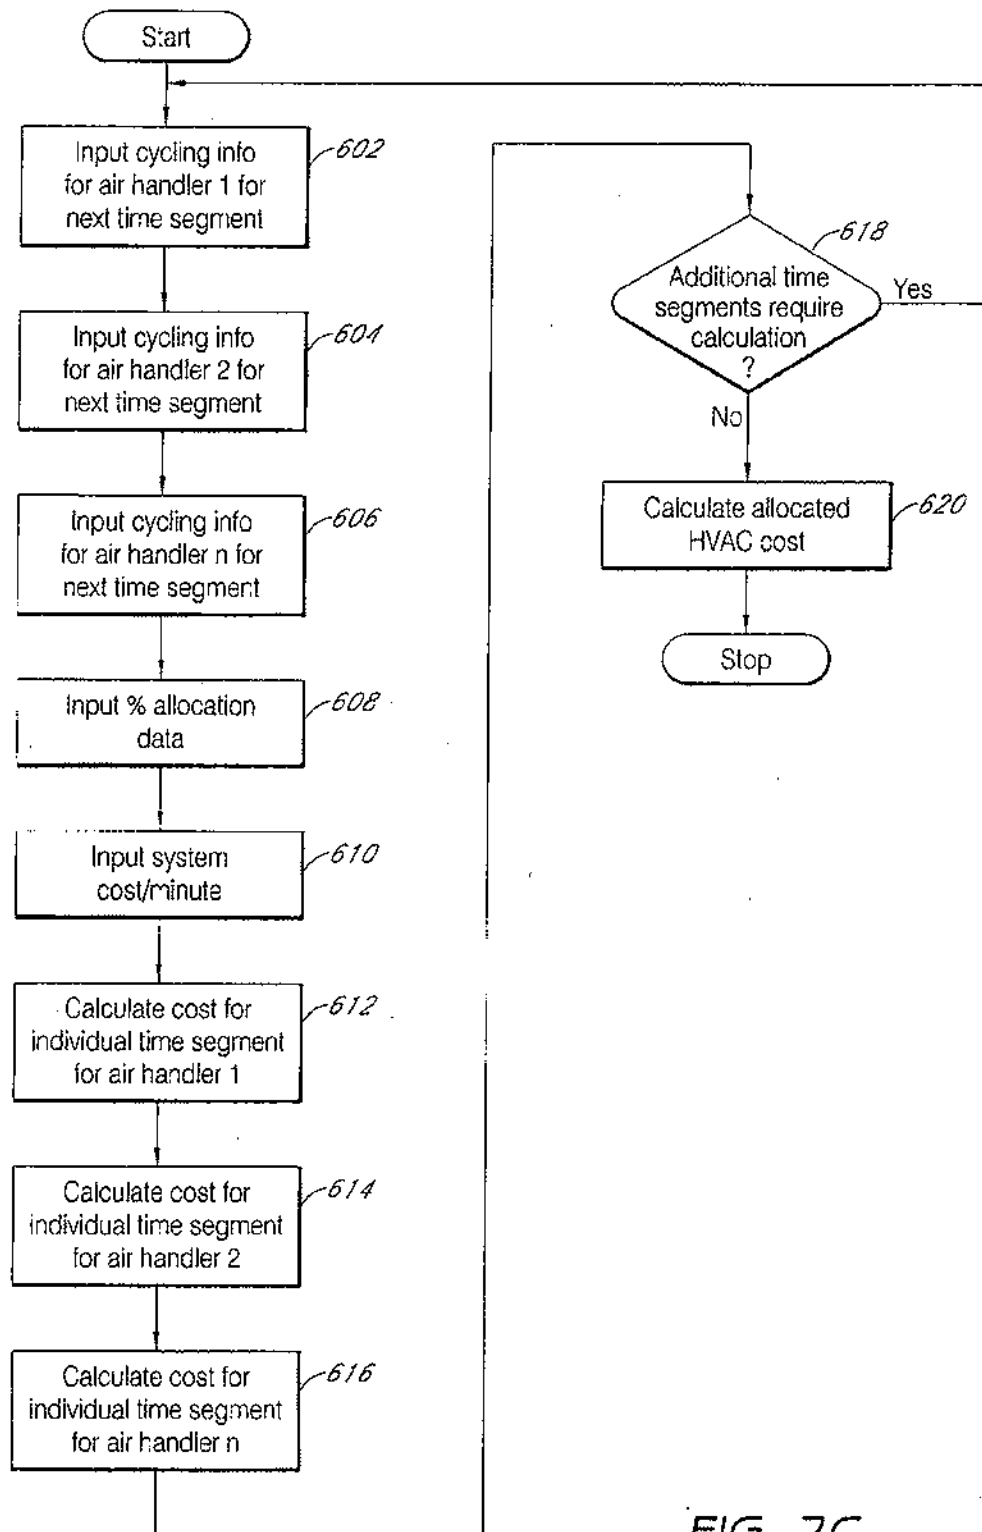 Start
Input cycling info
for air handler 1 for
next time segment
602
Input cycling info
for air handler 2 for
next time segment
604
Input cycling info
for air handler n for
next time segment
606
Input % allocation
data
608
Input system
cost/minute
610
Calculate cost for
individual time segment
for air handler 1
612
Calculate cost for
individual time segment
for air handler 2
614
Calculate cost for
individual time segment
for air handler n
616
Additional time
segments require
calculation
?
618
Yes
No
Calculate allocated
HVAC cost
620
Stop
FIG. 7C